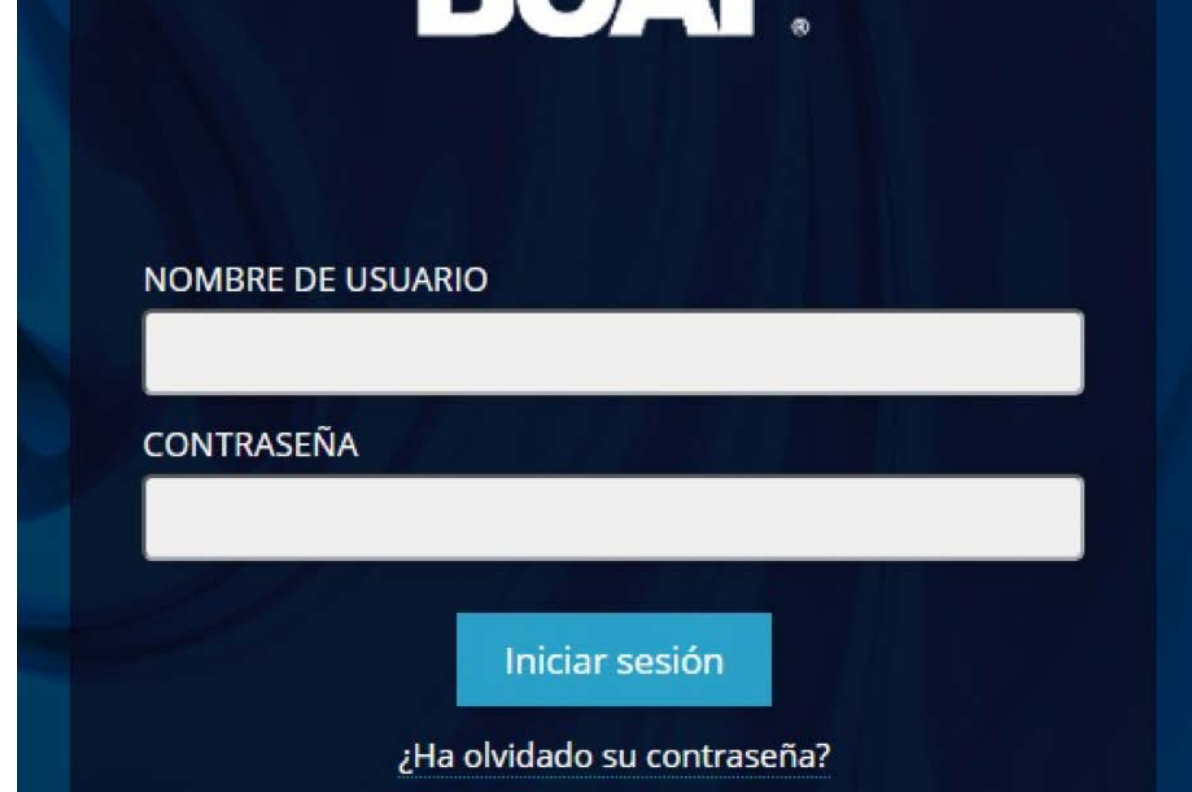 NOMBRE DE USUARIO
CONTRASEÑA
Iniciar sesión
¿Ha olvidado su contraseña?